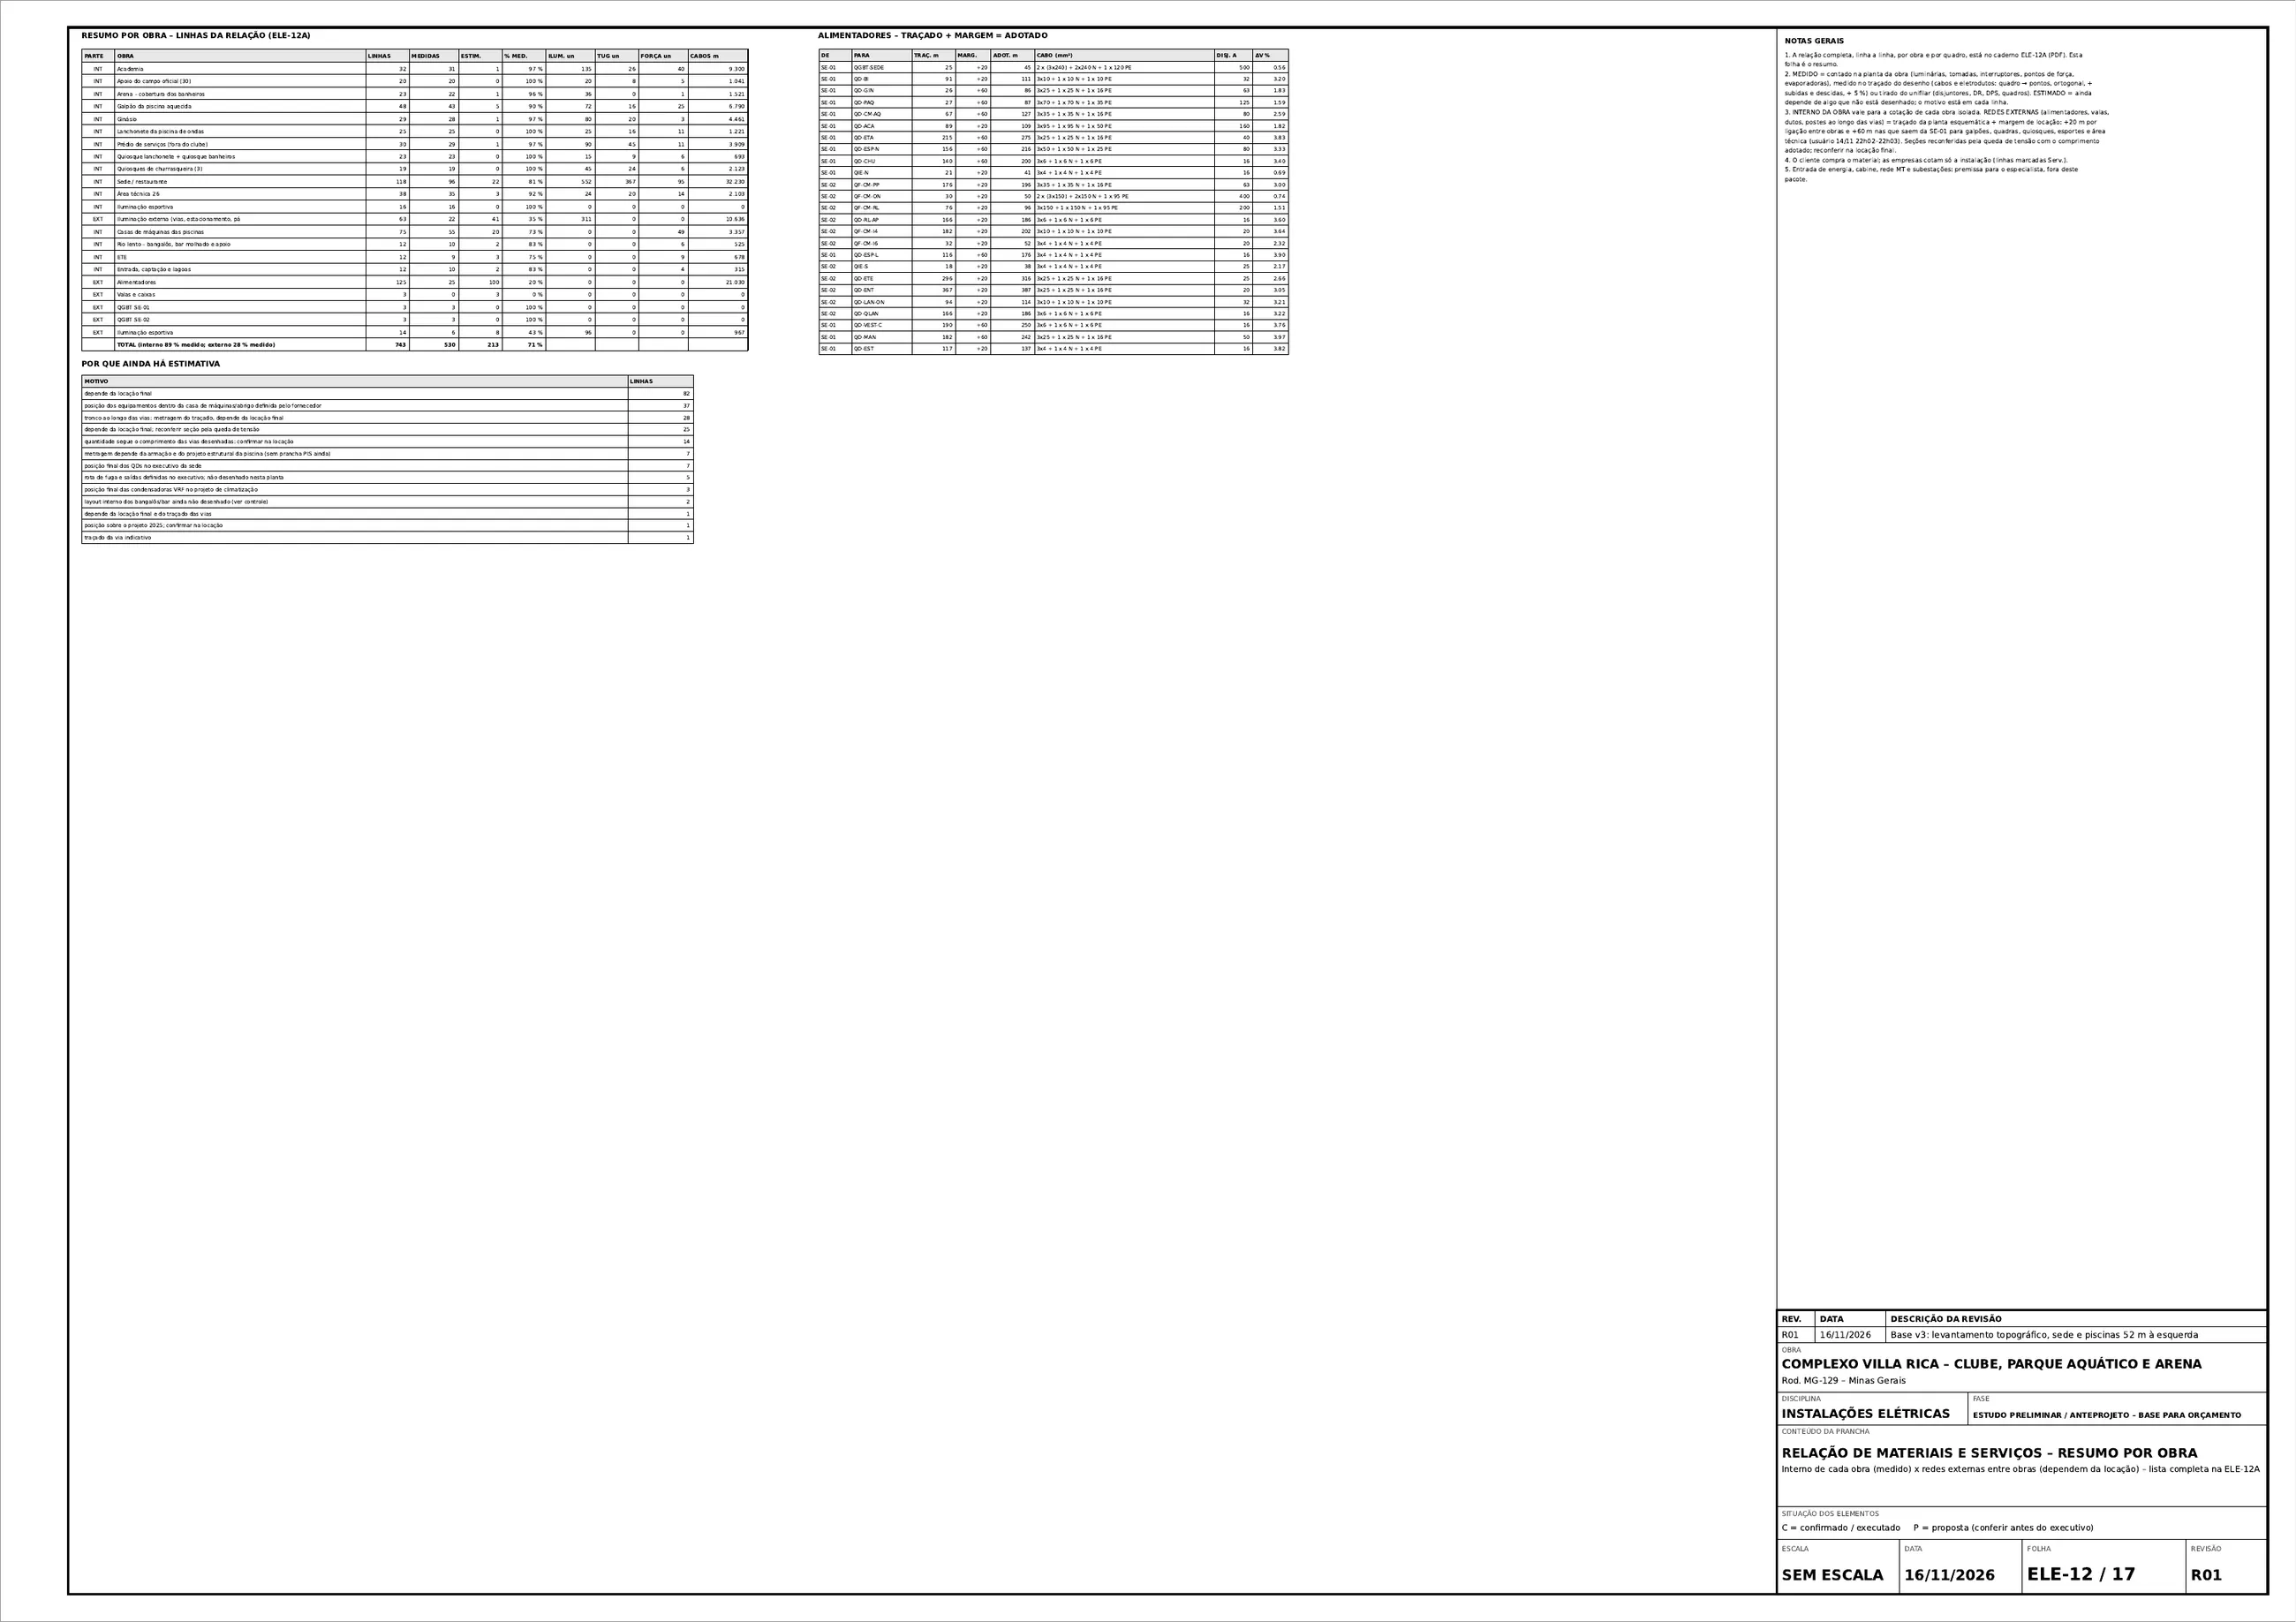 RESUMO POR OBRA – LINHAS DA RELAÇÃO (ELE-12A)
PARTE OBRA LINHAS MEDIDAS ESTIM. % MED. ILUM. un TUG un FORÇA un CABOS m
INT Academia 32 31 1 97 % 135 26 40 9.300
INT Apoio do campo oficial (30) 20 20 0 100 % 20 8 5 1.041
INT Arena - cobertura dos banheiros 23 22 1 96 % 36 0 1 1.521
INT Galpão da piscina aquecida 48 43 5 90 % 72 16 25 6.790
INT Ginásio 29 28 1 97 % 80 20 3 4.461
INT Lanchonete da piscina de ondas 25 25 0 100 % 25 16 11 1.221
INT Prédio de serviços (fora do clube) 30 29 1 97 % 90 45 11 3.909
INT Quiosque lanchonete + quiosque banheiros 23 23 0 100 % 15 9 6 693
INT Quiosques de churrasqueira (3) 19 19 0 100 % 45 24 6 2.123
INT Sede / restaurante 118 96 22 81 % 552 367 95 32.230
INT Área técnica 26 38 35 3 92 % 24 20 14 2.103
INT Iluminação esportiva 16 16 0 100 % 0 0 0 0
EXT Iluminação externa (vias, estacionamento, pá 63 22 41 35 % 311 0 0 10.636
INT Casas de máquinas das piscinas 75 55 20 73 % 0 0 49 3.357
INT Rio lento - bangalôs, bar molhado e apoio 12 10 2 83 % 0 0 6 525
INT ETE 12 9 3 75 % 0 0 9 678
INT Entrada, captação e lagoas 12 10 2 83 % 0 0 4 315
EXT Alimentadores 125 25 100 20 % 0 0 0 21.030
EXT Valas e caixas 3 0 3 0 % 0 0 0 0
EXT QGBT SE-01 3 3 0 100 % 0 0 0 0
EXT QGBT SE-02 3 3 0 100 % 0 0 0 0
EXT Iluminação esportiva 14 6 8 43 % 96 0 0 967
TOTAL (interno 89 % medido; externo 28 % medido) 743 530 213 71 %
POR QUE AINDA HÁ ESTIMATIVA
MOTIVO LINHAS
depende da locação final 82
posição dos equipamentos dentro da casa de máquinas/abrigo definida pelo fornecedor 37
tronco ao longo das vias: metragem do traçado, depende da locação final 28
depende da locação final; reconferir seção pela queda de tensão 25
quantidade segue o comprimento das vias desenhadas; confirmar na locação 14
metragem depende da armação e do projeto estrutural da piscina (sem prancha PIS ainda) 7
posição final dos QDs no executivo da sede 7
rota de fuga e saídas definidas no executivo; não desenhado nesta planta 5
posição final das condensadoras VRF no projeto de climatização 3
layout interno dos bangalôs/bar ainda não desenhado (ver controle) 2
depende da locação final e do traçado das vias 1
posição sobre o projeto 2025; confirmar na locação 1
traçado da via indicativo 1
ALIMENTADORES – TRAÇADO + MARGEM = ADOTADO
DE PARA TRAÇ. m MARG. ADOT. m CABO (mm²) DISJ. A ΔV %
SE-01 QGBT-SEDE 25 +20 45 2 x (3x240) + 2x240 N + 1 x 120 PE 500 0.56
SE-01 QD-IB 91 +20 111 3x10 + 1 x 10 N + 1 x 10 PE 32 3.20
SE-01 QD-GIN 26 +60 86 3x25 + 1 x 25 N + 1 x 16 PE 63 1.83
SE-01 QD-PAQ 27 +60 87 3x70 + 1 x 70 N + 1 x 35 PE 125 1.59
SE-01 QD-CM-AQ 67 +60 127 3x35 + 1 x 35 N + 1 x 16 PE 80 2.59
SE-01 QD-ACA 89 +20 109 3x95 + 1 x 95 N + 1 x 50 PE 160 1.82
SE-01 QD-ETA 215 +60 275 3x25 + 1 x 25 N + 1 x 16 PE 40 3.83
SE-01 QD-ESP-N 156 +60 216 3x50 + 1 x 50 N + 1 x 25 PE 80 3.33
SE-01 QD-CHU 140 +60 200 3x6 + 1 x 6 N + 1 x 6 PE 16 3.40
SE-01 QIE-N 21 +20 41 3x4 + 1 x 4 N + 1 x 4 PE 16 0.69
SE-02 QF-CM-PP 176 +20 196 3x35 + 1 x 35 N + 1 x 16 PE 63 3.00
SE-02 QF-CM-ON 30 +20 50 2 x (3x150) + 2x150 N + 1 x 95 PE 400 0.74
SE-02 QF-CM-RL 76 +20 96 3x150 + 1 x 150 N + 1 x 95 PE 200 1.51
SE-02 QD-RL-AP 166 +20 186 3x6 + 1 x 6 N + 1 x 6 PE 16 3.60
SE-02 QF-CM-I4 182 +20 202 3x10 + 1 x 10 N + 1 x 10 PE 20 3.64
SE-02 QF-CM-I6 32 +20 52 3x4 + 1 x 4 N + 1 x 4 PE 20 2.32
SE-01 QD-ESP-L 116 +60 176 3x4 + 1 x 4 N + 1 x 4 PE 16 3.90
SE-02 QIE-S 18 +20 38 3x4 + 1 x 4 N + 1 x 4 PE 25 2.17
SE-02 QD-ETE 296 +20 316 3x25 + 1 x 25 N + 1 x 16 PE 25 2.66
SE-02 QD-ENT 367 +20 387 3x25 + 1 x 25 N + 1 x 16 PE 20 3.05
SE-02 QD-LAN-ON 94 +20 114 3x10 + 1 x 10 N + 1 x 10 PE 32 3.21
SE-02 QD-QLAN 166 +20 186 3x6 + 1 x 6 N + 1 x 6 PE 16 3.22
SE-01 QD-VEST-C 190 +60 250 3x6 + 1 x 6 N + 1 x 6 PE 16 3.76
SE-01 QD-MAN 182 +60 242 3x25 + 1 x 25 N + 1 x 16 PE 50 3.97
SE-01 QD-EST 117 +20 137 3x4 + 1 x 4 N + 1 x 4 PE 16 3.82
NOTAS GERAIS
1. A relação completa, linha a linha, por obra e por quadro, está no caderno ELE-12A (PDF). Esta
folha é o resumo.
2. MEDIDO = contado na planta da obra (luminárias, tomadas, interruptores, pontos de força,
evaporadoras), medido no traçado do desenho (cabos e eletrodutos: quadro → pontos, ortogonal, +
subidas e descidas, + 5 %) ou tirado do unifilar (disjuntores, DR, DPS, quadros). ESTIMADO = ainda
depende de algo que não está desenhado; o motivo está em cada linha.
3. INTERNO DA OBRA vale para a cotação de cada obra isolada. REDES EXTERNAS (alimentadores, valas,
dutos, postes ao longo das vias) = traçado da planta esquemática + margem de locação: +20 m por
ligação entre obras e +60 m nas que saem da SE-01 para galpões, quadras, quiosques, esportes e área
técnica (usuário 14/11 22h02–22h03). Seções reconferidas pela queda de tensão com o comprimento
adotado; reconferir na locação final.
4. O cliente compra o material; as empresas cotam só a instalação (linhas marcadas Serv.).
5. Entrada de energia, cabine, rede MT e subestações: premissa para o especialista, fora deste
pacote.
REV. DATA DESCRIÇÃO DA REVISÃO
R01 16/11/2026 Base v3: levantamento topográfico, sede e piscinas 52 m à esquerda
OBRA
COMPLEXO VILLA RICA – CLUBE, PARQUE AQUÁTICO E ARENA
Rod. MG-129 – Minas Gerais
DISCIPLINA FASE
INSTALAÇÕES ELÉTRICAS ESTUDO PRELIMINAR / ANTEPROJETO – BASE PARA ORÇAMENTO
CONTEÚDO DA PRANCHA
RELAÇÃO DE MATERIAIS E SERVIÇOS – RESUMO POR OBRA
Interno de cada obra (medido) x redes externas entre obras (dependem da locação) – lista completa na ELE-12A
SITUAÇÃO DOS ELEMENTOS
C = confirmado / executado P = proposta (conferir antes do executivo)
ESCALA DATA FOLHA REVISÃO
SEM ESCALA 16/11/2026 ELE-12 / 17 R01